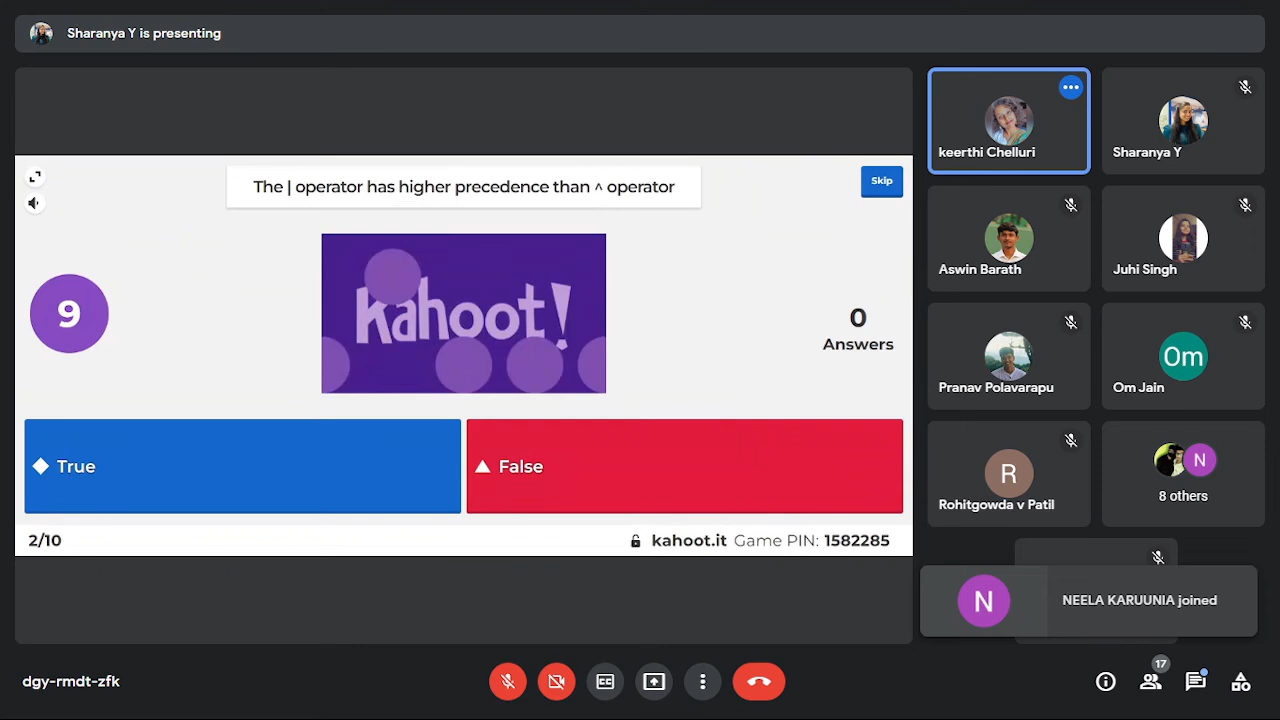 Sharanya Y is presenting
The | operator has higher precedence than ^ operator
Skip
9
kahoot!
0
Answers
True
False
2/10
kahoot.it Game PIN: 1582285
keerthi Chelluri
Sharanya Y
Aswin Barath
Juhi Singh
Pranav Polavarapu
Om
Om Jain
R
Rohitgowda v Patil
N
8 others
N
NEELA KARUUNIA joined
dgy-rmdt-zfk
CC
17